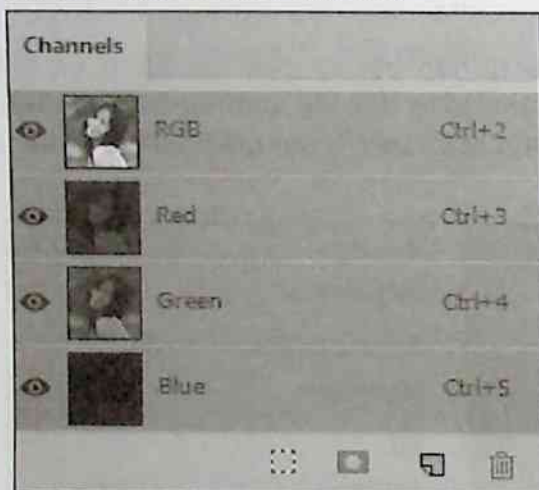 Channels
RGB Ctrl+2
Red Ctrl+3
Green Ctrl+4
Blue Ctrl+5